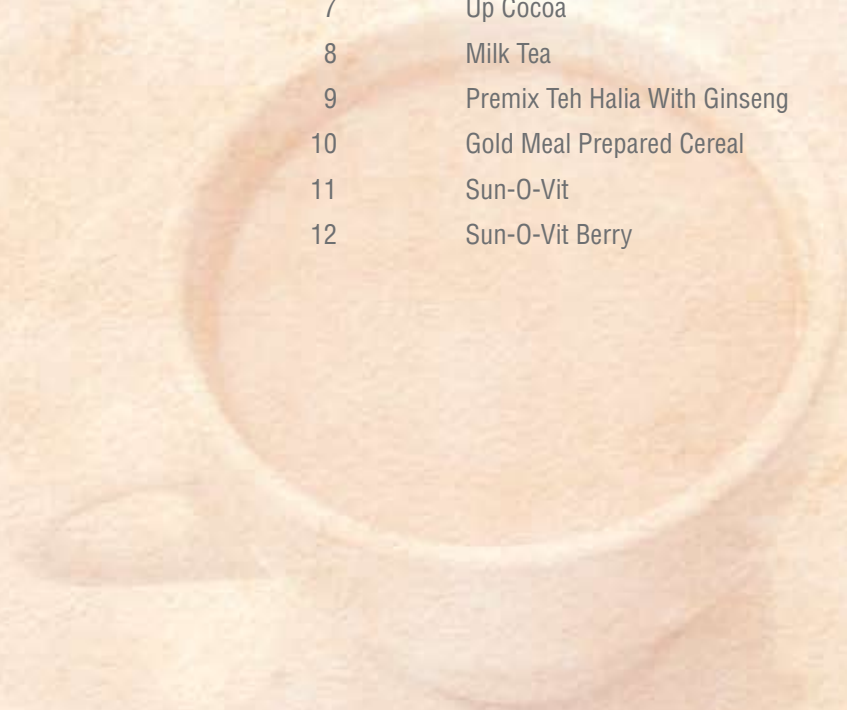 7 Up Cocoa
8 Milk Tea
9 Premix Teh Halia With Ginseng
10 Gold Meal Prepared Cereal
11 Sun-O-Vit
12 Sun-O-Vit Berry